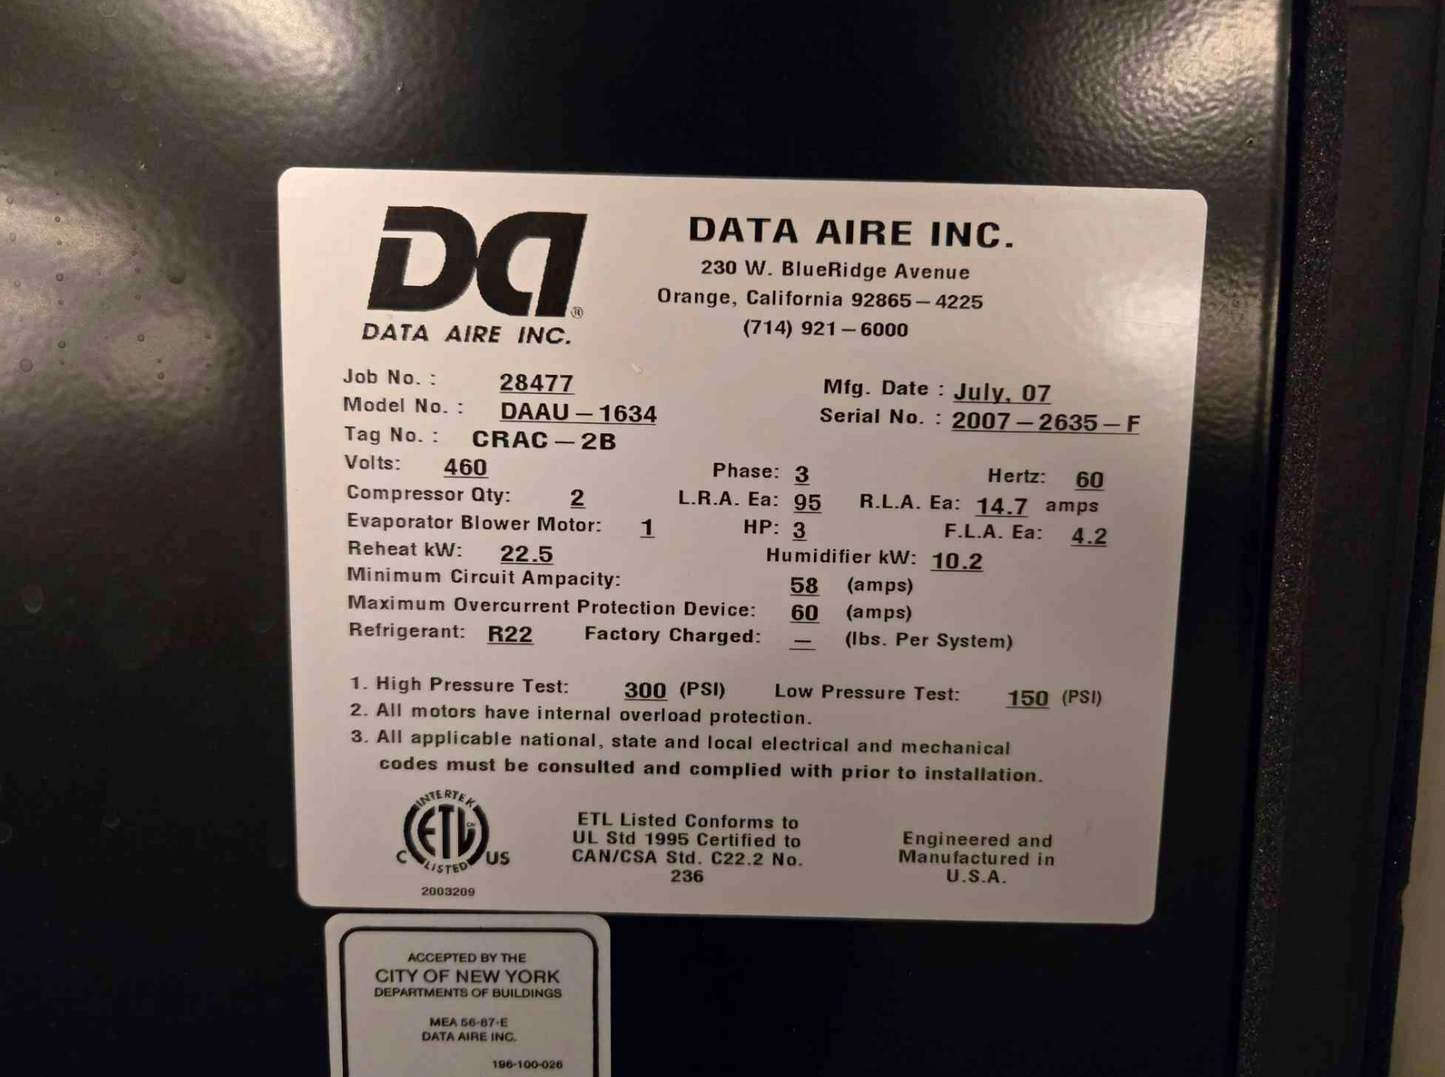 DA®
DATA AIRE INC.
DATA AIRE INC.
230 W. BlueRidge Avenue
Orange, California 92865-4225
(714) 921-6000
Job No. : 28477 Mfg. Date : July, 07
Model No. : DAAU-1634 Serial No. : 2007-2635-F
Tag No. : CRAC-2B
Volts: 460 Phase: 3 Hertz: 60
Compressor Qty: 2 L.R.A. Ea: 95 R.L.A. Ea: 14.7 amps
Evaporator Blower Motor: 1 HP: 3 F.L.A. Ea: 4.2
Reheat kW: 22.5 Humidifier kW: 10.2
Minimum Circuit Ampacity: 58 (amps)
Maximum Overcurrent Protection Device: 60 (amps)
Refrigerant: R22 Factory Charged: — (lbs. Per System)
1. High Pressure Test: 300 (PSI) Low Pressure Test: 150 (PSI)
2. All motors have internal overload protection.
3. All applicable national, state and local electrical and mechanical
codes must be consulted and complied with prior to installation.
INTERTEK
C ETL US
LISTED
2003209
ETL Listed Conforms to
UL Std 1995 Certified to
CAN/CSA Std. C22.2 No.
236
Engineered and
Manufactured in
U.S.A.
ACCEPTED BY THE
CITY OF NEW YORK
DEPARTMENTS OF BUILDINGS
MEA 56-87-E
DATA AIRE INC.
196-100-026